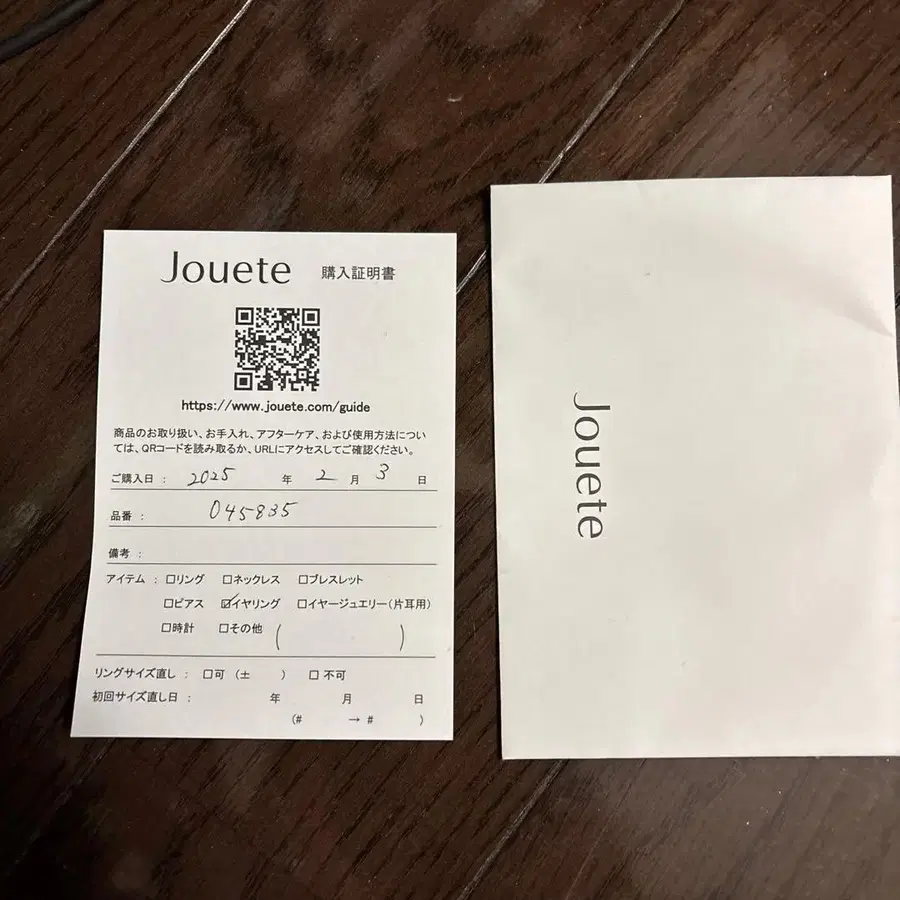 Jouete 購入証明書
https://www.jouete.com/guide
商品のお取り扱い、お手入れ、アフターケア、および使用方法につい
ては、QRコードを読み取るか、URLにアクセスしてご確認ください。
ご購入日 : 2025 年 2 月 3 日
品番 : 045835
備考 :
アイテム : □リング □ネックレス □ブレスレット
□ピアス ☑イヤリング □イヤージュエリー(片耳用)
□時計 □その他 ( )
リングサイズ直し : □可 (± ) □ 不可
初回サイズ直し日 : 年 月 日
(# → # )
Jouete